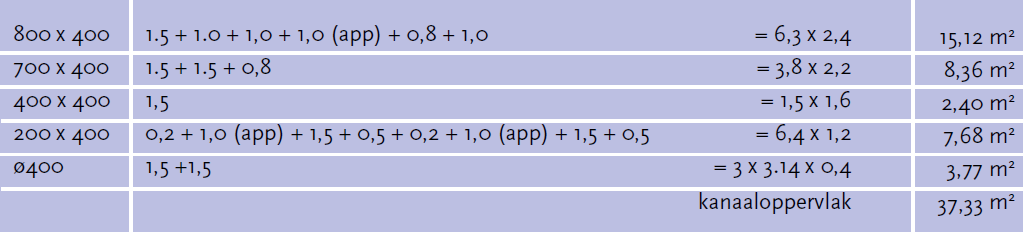 800 x 400 1.5 + 1.0 + 1,0 + 1,0 (app) + 0,8 + 1,0 = 6,3 x 2,4 15,12 m²
700 x 400 1.5 + 1.5 + 0,8 = 3,8 x 2,2 8,36 m²
400 x 400 1,5 = 1,5 x 1,6 2,40 m²
200 x 400 0,2 + 1,0 (app) + 1,5 + 0,5 + 0,2 + 1,0 (app) + 1,5 + 0,5 = 6,4 x 1,2 7,68 m²
ø400 1,5 +1,5 = 3 x 3.14 x 0,4 3,77 m²
kanaaloppervlak 37,33 m²